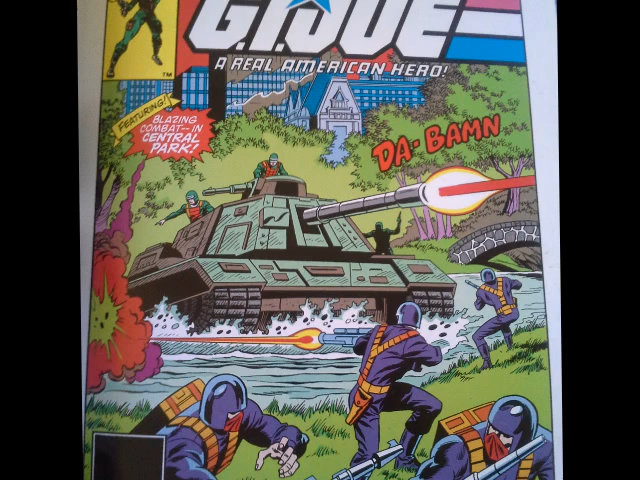 G.I. JOE
A REAL AMERICAN HERO!
TM
FEATURING!
BLAZING
COMBAT--IN
CENTRAL
PARK!
DA-BAMN